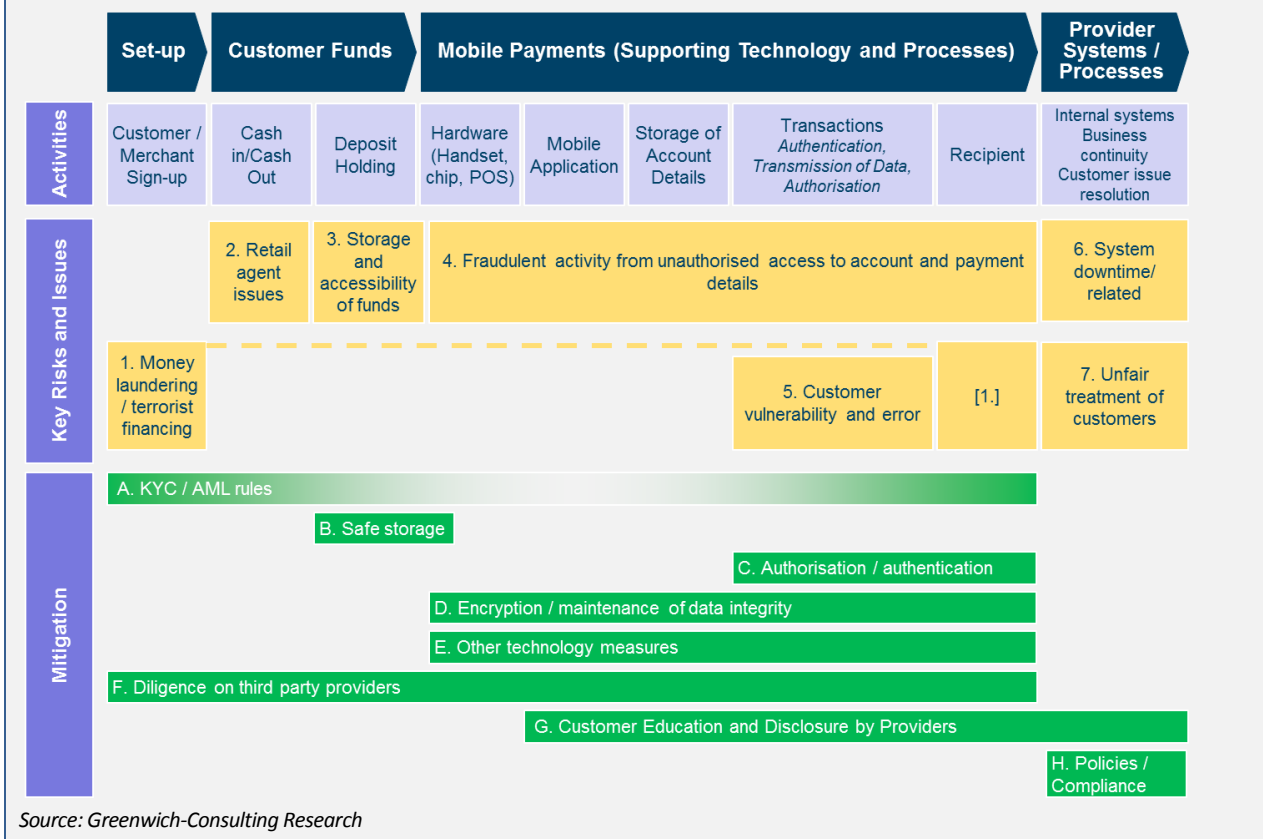 Set-up
Customer Funds
Mobile Payments (Supporting Technology and Processes)
Provider
Systems /
Processes
Activities
Customer /
Merchant
Sign-up
Cash
in/Cash
Out
Deposit
Holding
Hardware
(Handset,
chip, POS)
Mobile
Application
Storage of
Account
Details
Transactions
Authentication,
Transmission of Data,
Authorisation
Recipient
Internal systems
Business
continuity
Customer issue
resolution
Key Risks and Issues
2. Retail
agent
issues
3. Storage
and
accessibility
of funds
4. Fraudulent activity from unauthorised access to account and payment
details
6. System
downtime/
related
1. Money
laundering
/ terrorist
financing
5. Customer
vulnerability and error
[1.]
7. Unfair
treatment of
customers
Mitigation
A. KYC / AML rules
B. Safe storage
C. Authorisation / authentication
D. Encryption / maintenance of data integrity
E. Other technology measures
F. Diligence on third party providers
G. Customer Education and Disclosure by Providers
H. Policies /
Compliance
Source: Greenwich-Consulting Research